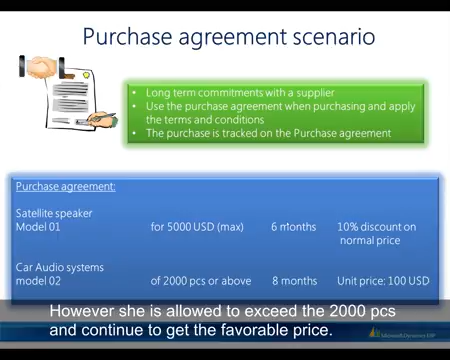 Purchase agreement scenario
• Long term commitments with a supplier
• Use the purchase agreement when purchasing and apply
the terms and conditions
• The purchase is tracked on the Purchase agreement
Purchase agreement:
Satellite speaker
Model 01 for 5000 USD (max) 6 months 10% discount on
normal price
Car Audio systems
model 02 of 2000 pcs or above 8 months Unit price: 100 USD
However she is allowed to exceed the 2000 pcs
and continue to get the favorable price.
Microsoft Dynamics ERP